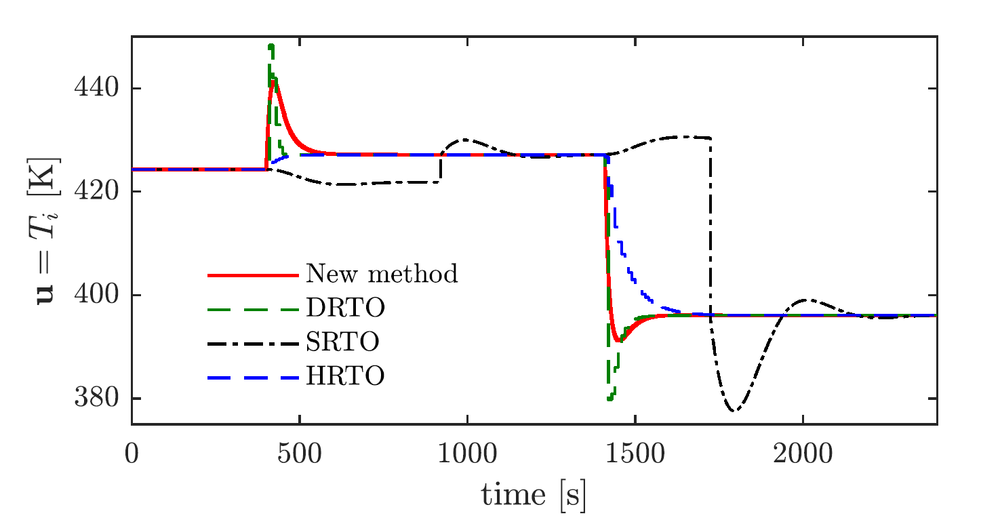 440
420
400
380
u = T_i [K]
New method
DRTO
SRTO
HRTO
0 500 1000 1500 2000
time [s]